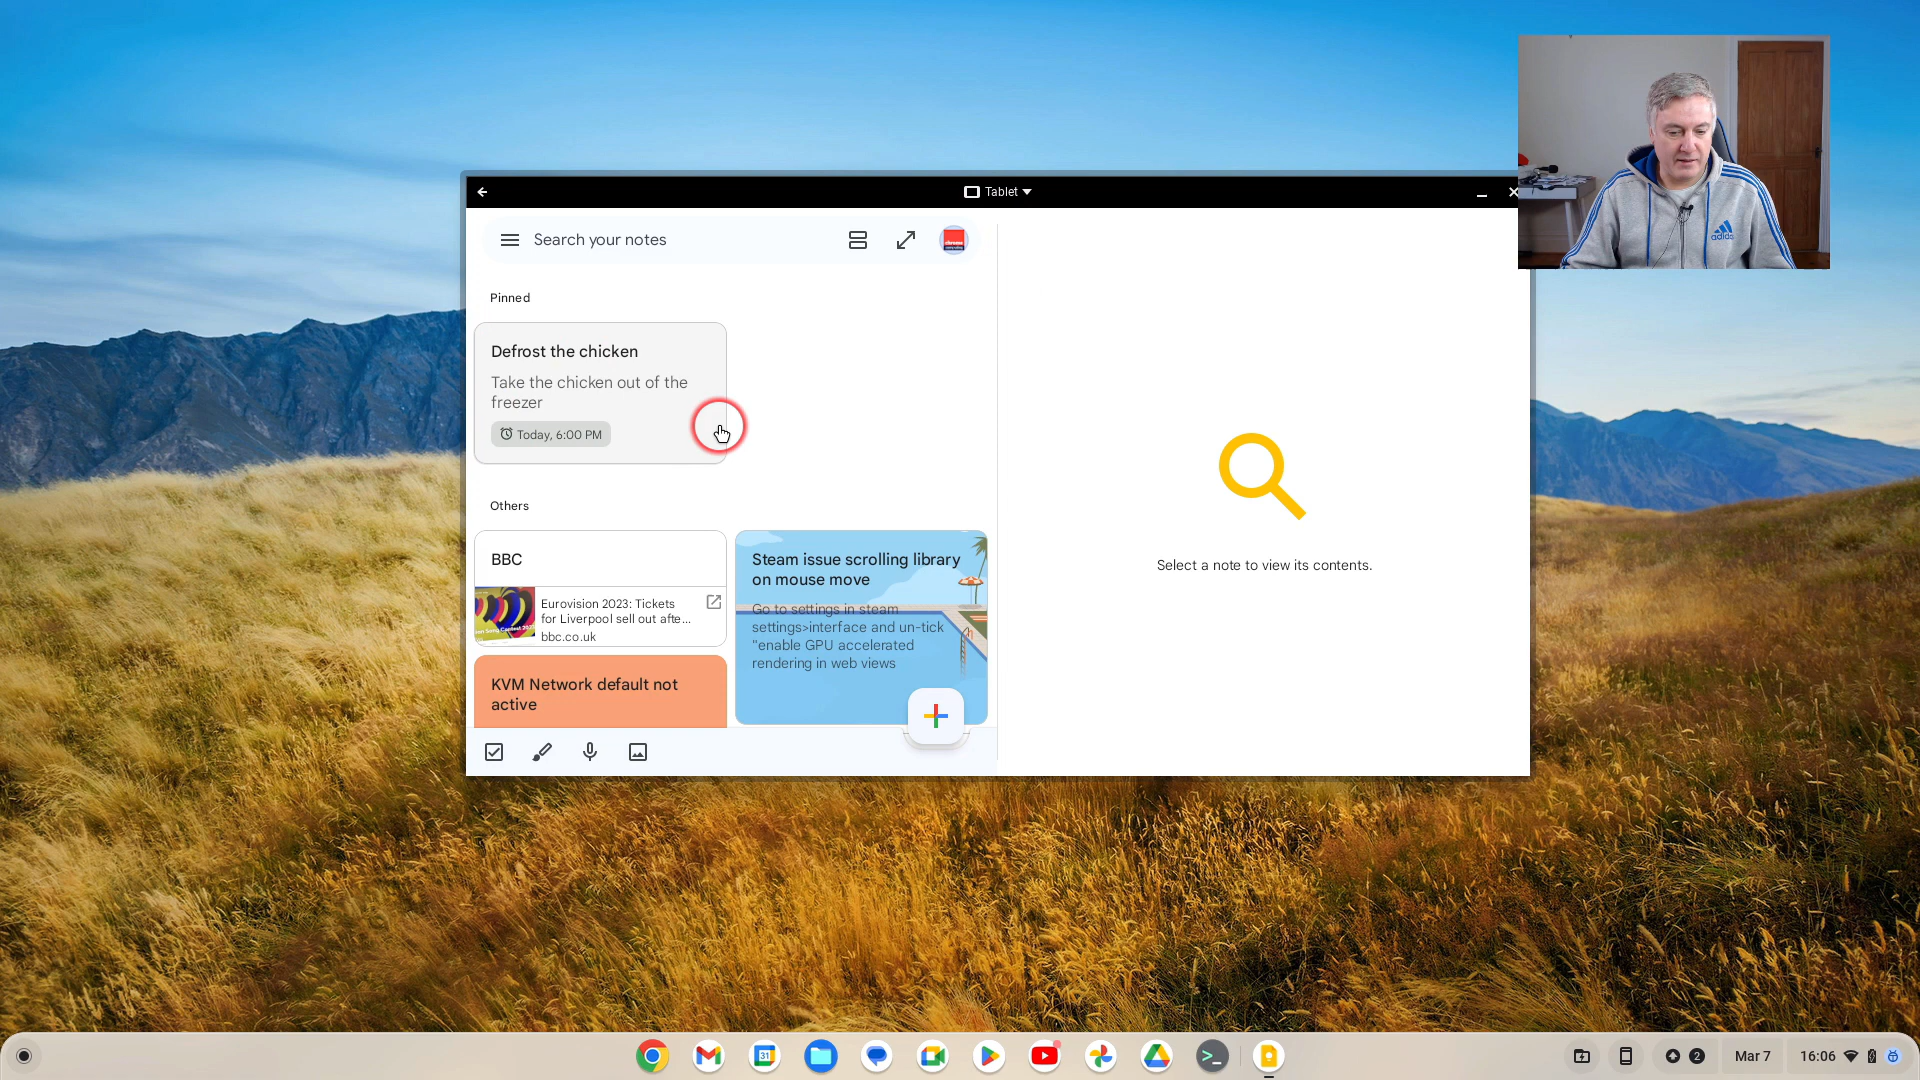 Tablet
Search your notes
Pinned
Defrost the chicken
Take the chicken out of the
freezer
Today, 6:00 PM
Others
BBC
Eurovision 2023: Tickets
for Liverpool sell out afte...
bbc.co.uk
KVM Network default not
active
Steam issue scrolling library
on mouse move
Go to settings in steam
settings>interface and un-tick
"enable GPU accelerated
rendering in web views
Select a note to view its contents.
adidas
31
2
Mar 7
16:06